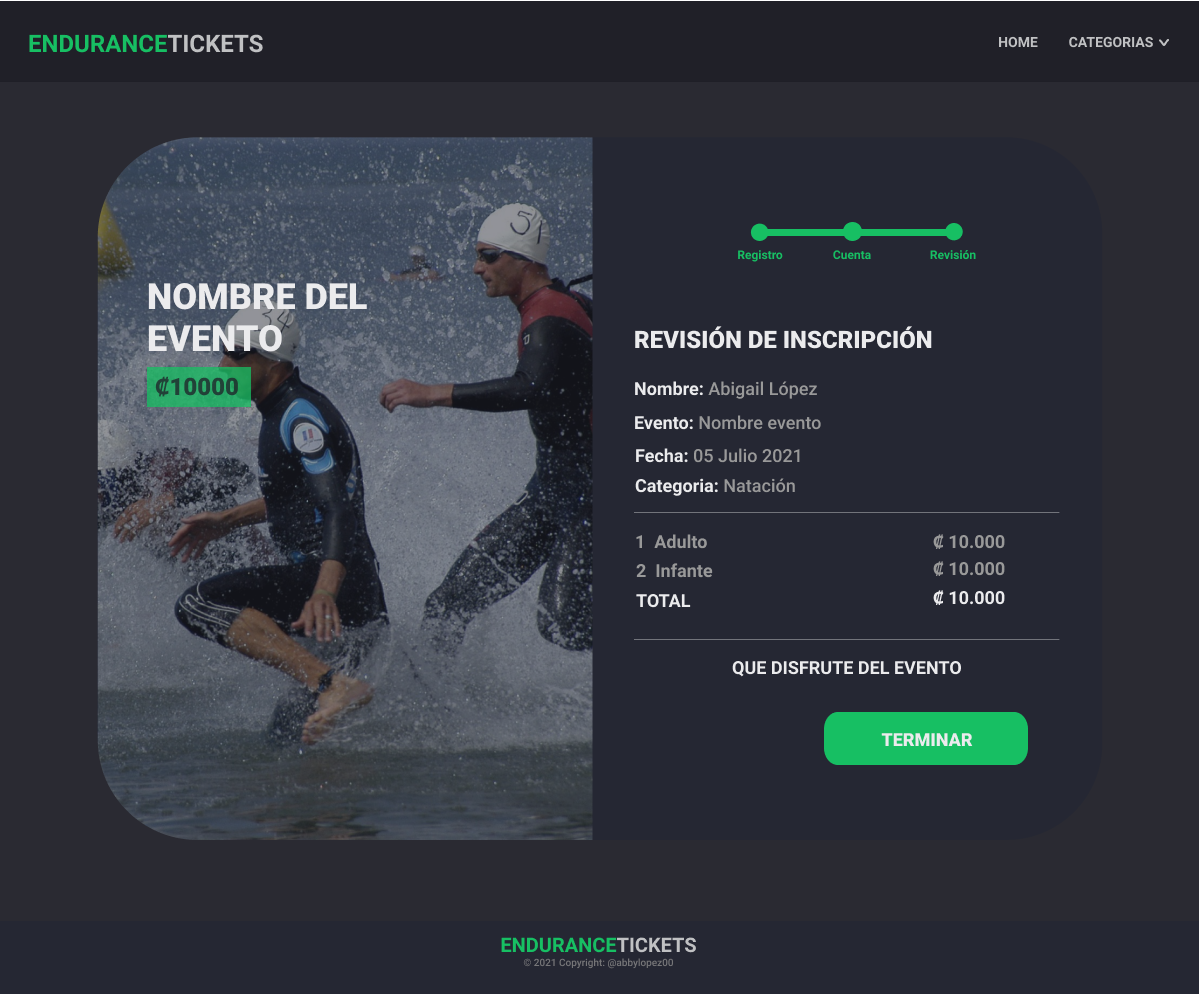 ENDURANCETICKETS
HOME
CATEGORIAS
NOMBRE DEL
EVENTO
₡10000
51
34
Registro
Cuenta
Revisión
REVISIÓN DE INSCRIPCIÓN
Nombre: Abigail López
Evento: Nombre evento
Fecha: 05 Julio 2021
Categoria: Natación
1 Adulto ₡ 10.000
2 Infante ₡ 10.000
TOTAL ₡ 10.000
QUE DISFRUTE DEL EVENTO
TERMINAR
ENDURANCETICKETS
© 2021 Copyright: @abbylopez00